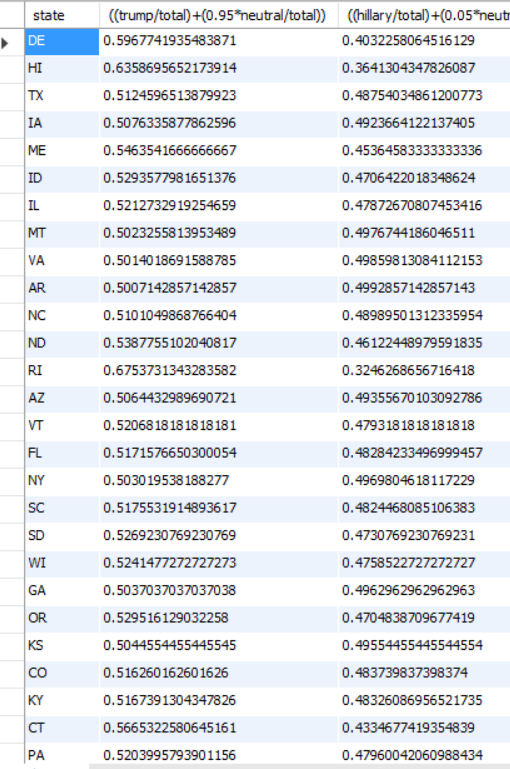 state ((trump/total)+(0.95*neutral/total)) ((hillary/total)+(0.05*neutr
DE 0.5967741935483871 0.4032258064516129
HI 0.6358695652173914 0.3641304347826087
TX 0.5124596513879923 0.48754034861200773
IA 0.5076335877862596 0.4923664122137405
ME 0.5463541666666667 0.45364583333333336
ID 0.5293577981651376 0.4706422018348624
IL 0.5212732919254659 0.47872670807453416
MT 0.5023255813953489 0.4976744186046511
VA 0.5014018691588785 0.49859813084112153
AR 0.5007142857142857 0.4992857142857143
NC 0.5101049868766404 0.48989501312335954
ND 0.5387755102040817 0.46122448979591835
RI 0.6753731343283582 0.3246268656716418
AZ 0.5064432989690721 0.49355670103092786
VT 0.5206818181818181 0.4793181818181818
FL 0.5171576650300054 0.48284233496999457
NY 0.503019538188277 0.4969804618117229
SC 0.5175531914893617 0.4824468085106383
SD 0.5269230769230769 0.4730769230769231
WI 0.5241477272727273 0.4758522727272727
GA 0.5037037037037038 0.4962962962962963
OR 0.529516129032258 0.4704838709677419
KS 0.5044554455445545 0.49554455445544554
CO 0.516260162601626 0.483739837398374
KY 0.5167391304347826 0.48326086956521735
CT 0.5665322580645161 0.4334677419354839
PA 0.5203995793901156 0.47960042060988434